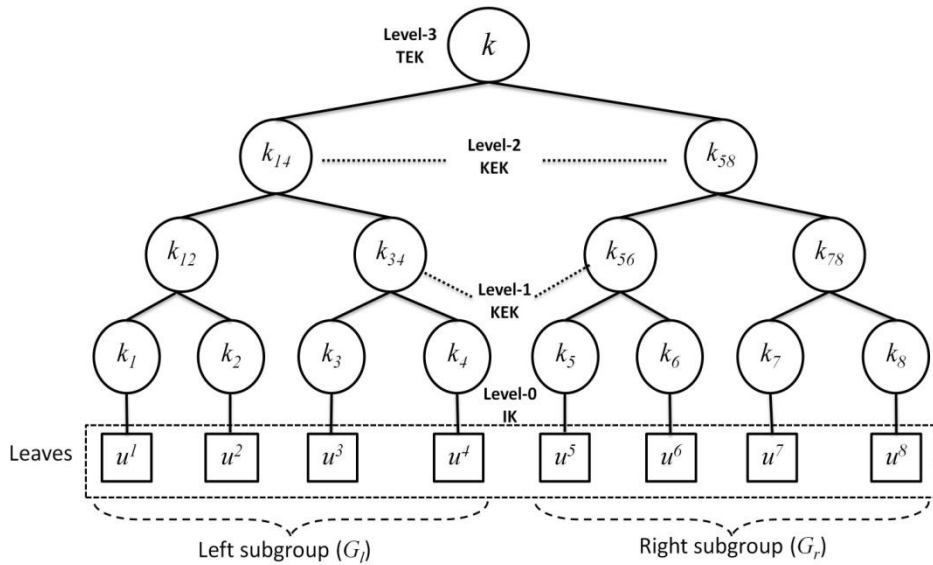 Level-3
TEK
k
k14
Level-2
KEK
k58
k12
k34
k56
k78
Level-1
KEK
k1
k2
k3
k4
k5
k6
k7
k8
Level-0
IK
Leaves
u1
u2
u3
u4
u5
u6
u7
u8
Left subgroup (Gl)
Right subgroup (Gr)